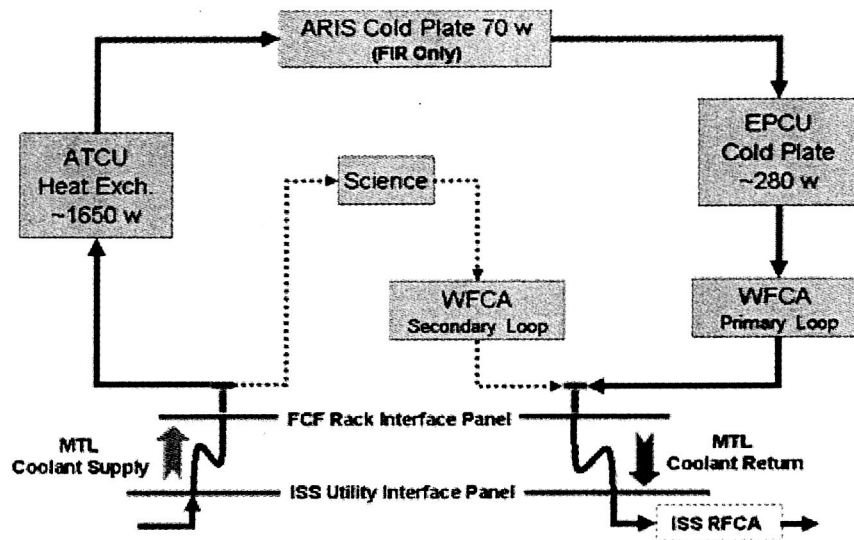 ARIS Cold Plate 70 w
(FIR Only)
ATCU
Heat Exch.
~1650 w
Science
EPCU
Cold Plate
~280 w
WFCA
Secondary Loop
WFCA
Primary Loop
FCF Rack Interface Panel
MTL
Coolant Supply
MTL
Coolant Return
ISS Utility Interface Panel
ISS RFCA